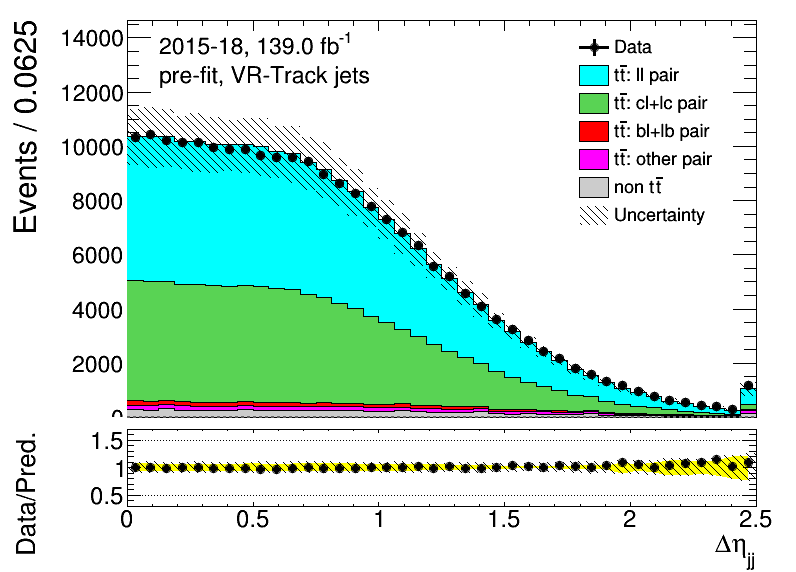 14000
12000
10000
8000
6000
4000
2000
0
Events / 0.0625
2015-18, 139.0 fb⁻¹
pre-fit, VR-Track jets
Data
tt̄: ll pair
tt̄: cl+lc pair
tt̄: bl+lb pair
tt̄: other pair
non tt̄
Uncertainty
1.5
1
0.5
Data/Pred.
0 0.5 1 1.5 2 2.5
Δη_jj